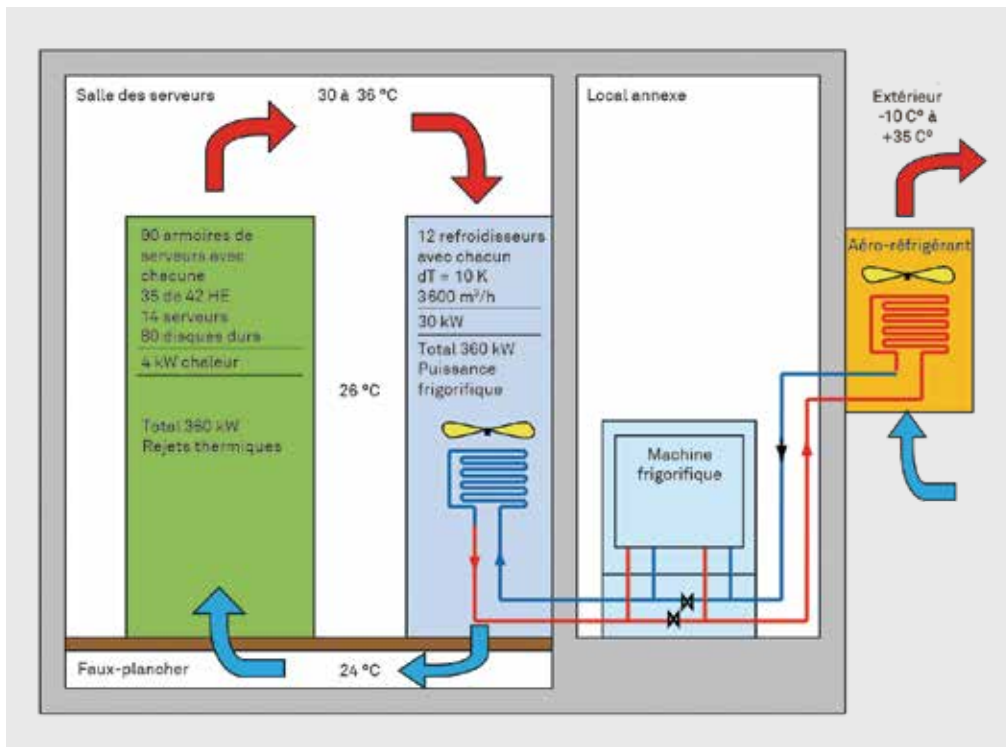 Salle des serveurs
30 à 36 °C
Local annexe
Extérieur
-10 C° à
+35 C°
90 armoires de
serveurs avec
chacune
35 de 42 HE
14 serveurs
80 disques durs
4 kW chaleur
Total 360 kW
Rejets thermiques
26 °C
12 refroidisseurs
avec chacun
dT = 10 K
3600 m³/h
30 kW
Total 360 kW
Puissance
frigorifique
Machine
frigorifique
Aéro-réfrigérant
Faux-plancher
24 °C